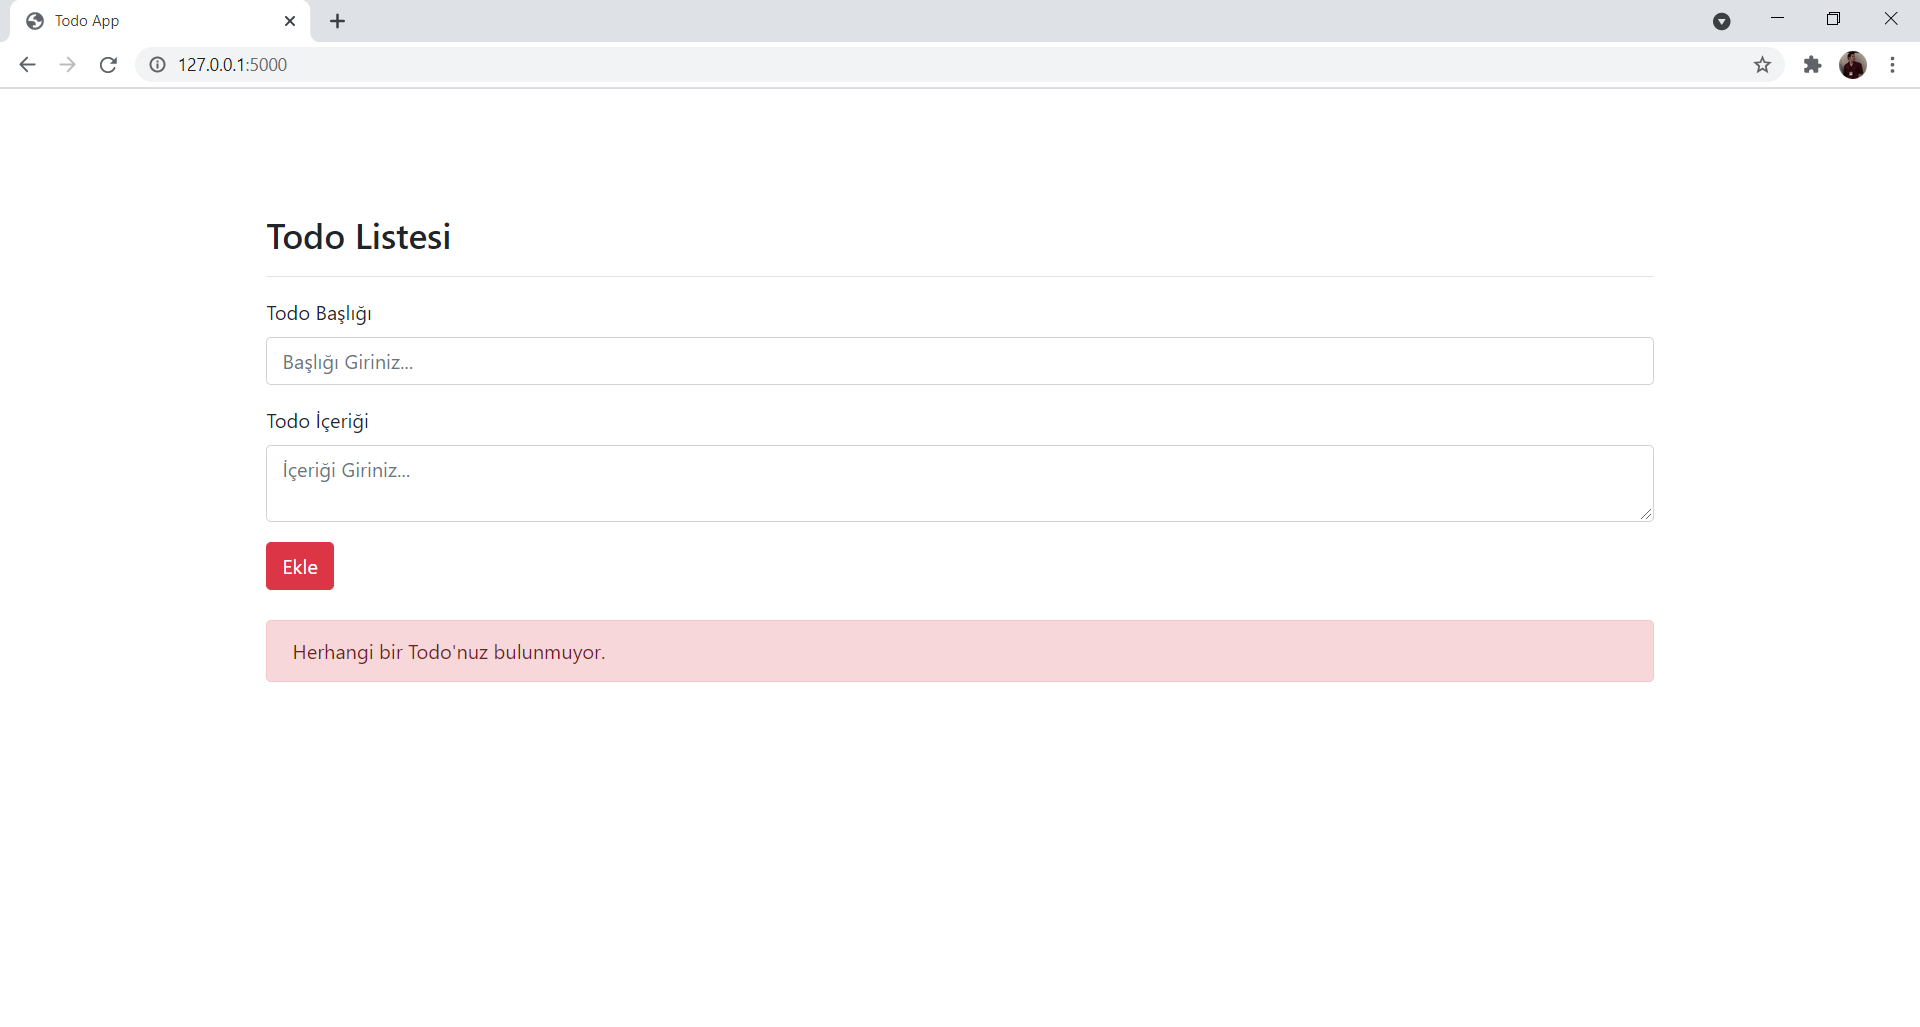 Todo App
127.0.0.1:5000
Todo Listesi
Todo Başlığı
Başlığı Giriniz...
Todo İçeriği
İçeriği Giriniz...
Ekle
Herhangi bir Todo'nuz bulunmuyor.